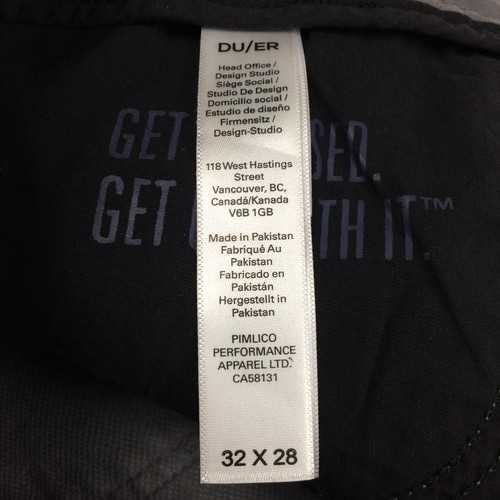 DU/ER
Head Office /
Design Studio
Siège Social /
Studio De Design
Domicilio social /
Estudio de diseño
Firmensitz /
Design-Studio
118 West Hastings
Street
Vancouver, BC,
Canadá/Kanada
V6B 1GB
Made in Pakistan
Fabriqué Au
Pakistan
Fabricado en
Pakistán
Hergestellt in
Pakistan
PIMLICO
PERFORMANCE
APPAREL LTD.
CA58131
32 X 28
GET SED.
GET TH IT.™